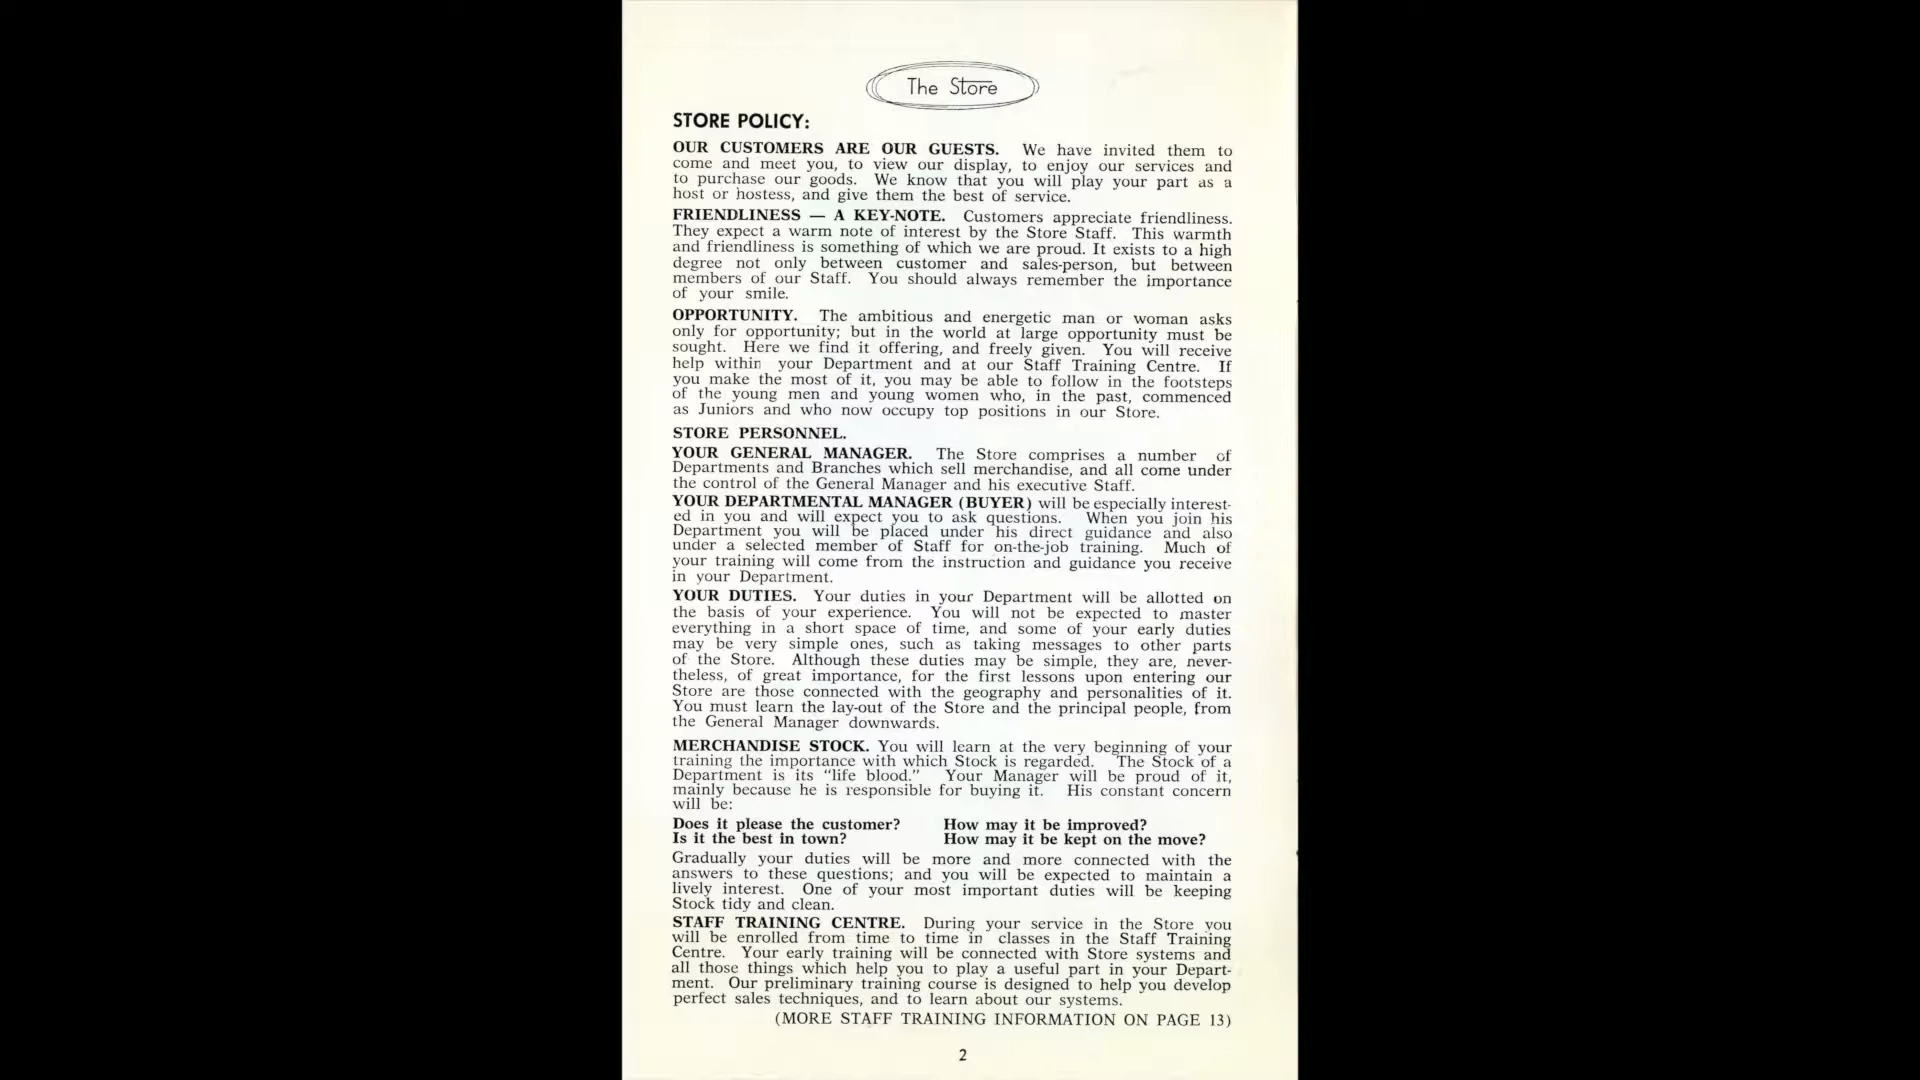 The Store
STORE POLICY:
OUR CUSTOMERS ARE OUR GUESTS. We have invited them to
come and meet you, to view our display, to enjoy our services and
to purchase our goods. We know that you will play your part as a
host or hostess, and give them the best of service.
FRIENDLINESS — A KEY-NOTE. Customers appreciate friendliness.
They expect a warm note of interest by the Store Staff. This warmth
and friendliness is something of which we are proud. It exists to a high
degree not only between customer and sales-person, but between
members of our Staff. You should always remember the importance
of your smile.
OPPORTUNITY. The ambitious and energetic man or woman asks
only for opportunity; but in the world at large opportunity must be
sought. Here we find it offering, and freely given. You will receive
help within your Department and at our Staff Training Centre. If
you make the most of it, you may be able to follow in the footsteps
of the young men and young women who, in the past, commenced
as Juniors and who now occupy top positions in our Store.
STORE PERSONNEL.
YOUR GENERAL MANAGER. The Store comprises a number of
Departments and Branches which sell merchandise, and all come under
the control of the General Manager and his executive Staff.
YOUR DEPARTMENTAL MANAGER (BUYER) will be especially interest-
ed in you and will expect you to ask questions. When you join his
Department you will be placed under his direct guidance and also
under a selected member of Staff for on-the-job training. Much of
your training will come from the instruction and guidance you receive
in your Department.
YOUR DUTIES. Your duties in your Department will be allotted on
the basis of your experience. You will not be expected to master
everything in a short space of time, and some of your early duties
may be very simple ones, such as taking messages to other parts
of the Store. Although these duties may be simple, they are, never-
theless, of great importance, for the first lessons upon entering our
Store are those connected with the geography and personalities of it.
You must learn the lay-out of the Store and the principal people, from
the General Manager downwards.
MERCHANDISE STOCK. You will learn at the very beginning of your
training the importance with which Stock is regarded. The Stock of a
Department is its "life blood." Your Manager will be proud of it,
mainly because he is responsible for buying it. His constant concern
will be:
Does it please the customer? How may it be improved?
Is it the best in town? How may it be kept on the move?
Gradually your duties will be more and more connected with the
answers to these questions; and you will be expected to maintain a
lively interest. One of your most important duties will be keeping
Stock tidy and clean.
STAFF TRAINING CENTRE. During your service in the Store you
will be enrolled from time to time in classes in the Staff Training
Centre. Your early training will be connected with Store systems and
all those things which help you to play a useful part in your Depart-
ment. Our preliminary training course is designed to help you develop
perfect sales techniques, and to learn about our systems.
(MORE STAFF TRAINING INFORMATION ON PAGE 13)
2